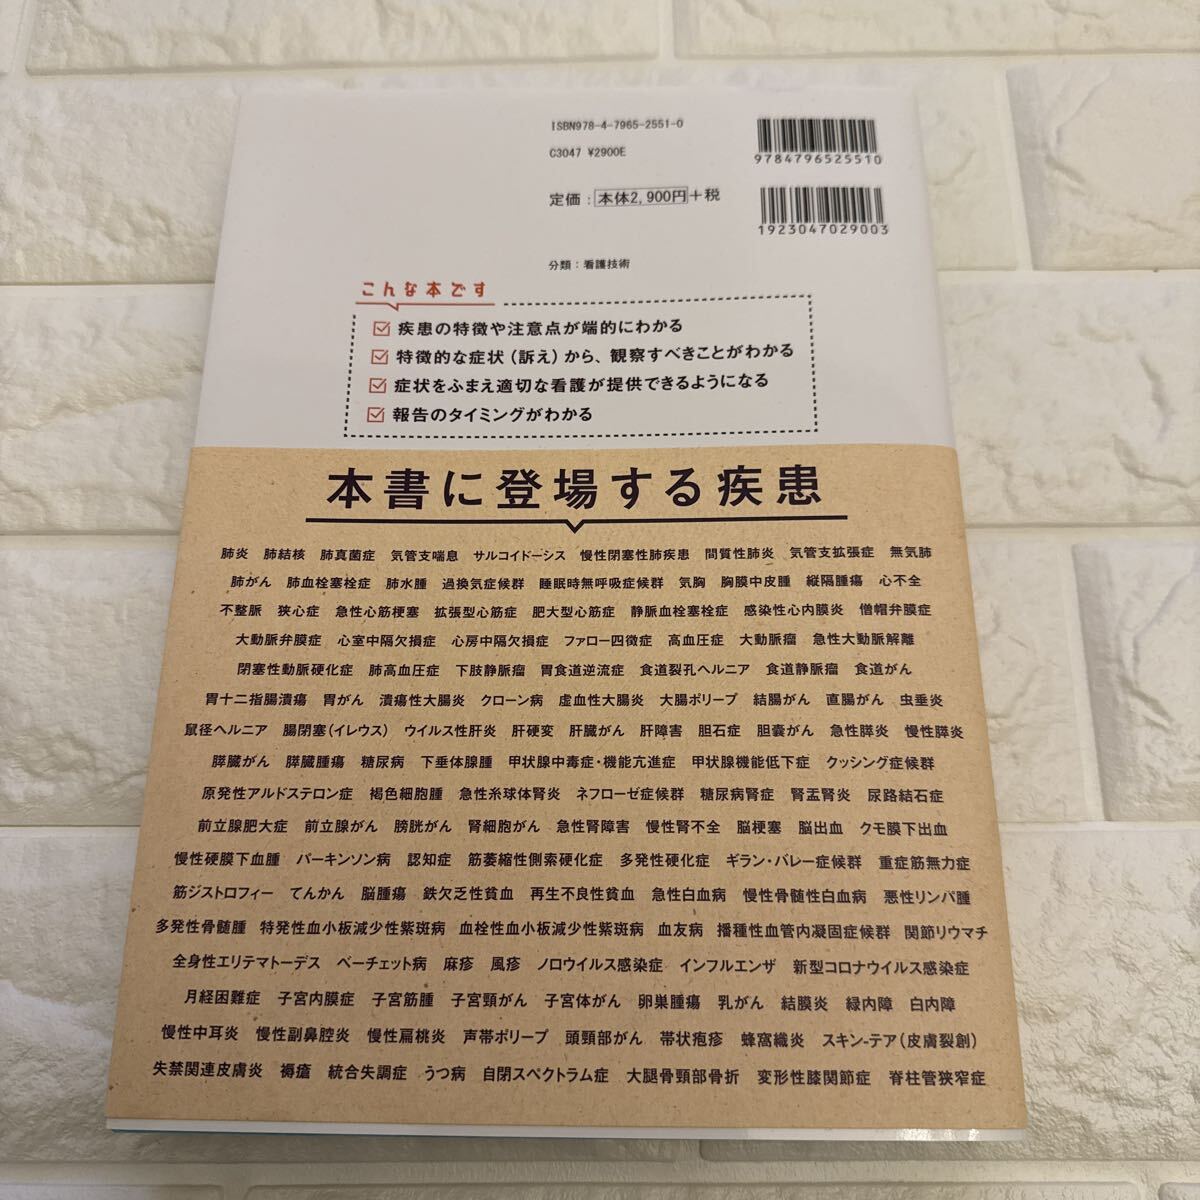 ISBN978-4-7965-2551-0
C3047 ¥2900E
9784796525510
定価：本体2,900円＋税
1923047029003
分類：看護技術
こんな本です
疾患の特徴や注意点が端的にわかる
特徴的な症状（訴え）から、観察すべきことがわかる
症状をふまえ適切な看護が提供できるようになる
報告のタイミングがわかる
本書に登場する疾患
肺炎 肺結核 肺真菌症 気管支喘息 サルコイドーシス 慢性閉塞性肺疾患 間質性肺炎 気管支拡張症 無気肺
肺がん 肺血栓塞栓症 肺水腫 過換気症候群 睡眠時無呼吸症候群 気胸 胸膜中皮腫 縦隔腫瘍 心不全
不整脈 狭心症 急性心筋梗塞 拡張型心筋症 肥大型心筋症 静脈血栓塞栓症 感染性心内膜炎 僧帽弁膜症
大動脈弁膜症 心室中隔欠損症 心房中隔欠損症 ファロー四徴症 高血圧症 大動脈瘤 急性大動脈解離
閉塞性動脈硬化症 肺高血圧症 下肢静脈瘤 胃食道逆流症 食道裂孔ヘルニア 食道静脈瘤 食道がん
胃十二指腸潰瘍 胃がん 潰瘍性大腸炎 クローン病 虚血性大腸炎 大腸ポリープ 結腸がん 直腸がん 虫垂炎
鼠径ヘルニア 腸閉塞（イレウス） ウイルス性肝炎 肝硬変 肝臓がん 肝障害 胆石症 胆嚢がん 急性膵炎 慢性膵炎
膵臓がん 膵臓腫瘍 糖尿病 下垂体腺腫 甲状腺中毒症・機能亢進症 甲状腺機能低下症 クッシング症候群
原発性アルドステロン症 褐色細胞腫 急性糸球体腎炎 ネフローゼ症候群 糖尿病腎症 腎盂腎炎 尿路結石症
前立腺肥大症 前立腺がん 膀胱がん 腎細胞がん 急性腎障害 慢性腎不全 脳梗塞 脳出血 クモ膜下出血
慢性硬膜下血腫 パーキンソン病 認知症 筋萎縮性側索硬化症 多発性硬化症 ギラン・バレー症候群 重症筋無力症
筋ジストロフィー てんかん 脳腫瘍 鉄欠乏性貧血 再生不良性貧血 急性白血病 慢性骨髄性白血病 悪性リンパ腫
多発性骨髄腫 特発性血小板減少性紫斑病 血栓性血小板減少性紫斑病 血友病 播種性血管内凝固症候群 関節リウマチ
全身性エリテマトーデス ベーチェット病 麻疹 風疹 ノロウイルス感染症 インフルエンザ 新型コロナウイルス感染症
月経困難症 子宮内膜症 子宮筋腫 子宮頸がん 子宮体がん 卵巣腫瘍 乳がん 結膜炎 緑内障 白内障
慢性中耳炎 慢性副鼻腔炎 慢性扁桃炎 声帯ポリープ 頭頸部がん 帯状疱疹 蜂窩織炎 スキン-テア（皮膚裂創）
失禁関連皮膚炎 褥瘡 統合失調症 うつ病 自閉スペクトラム症 大腿骨頸部骨折 変形性膝関節症 脊柱管狭窄症